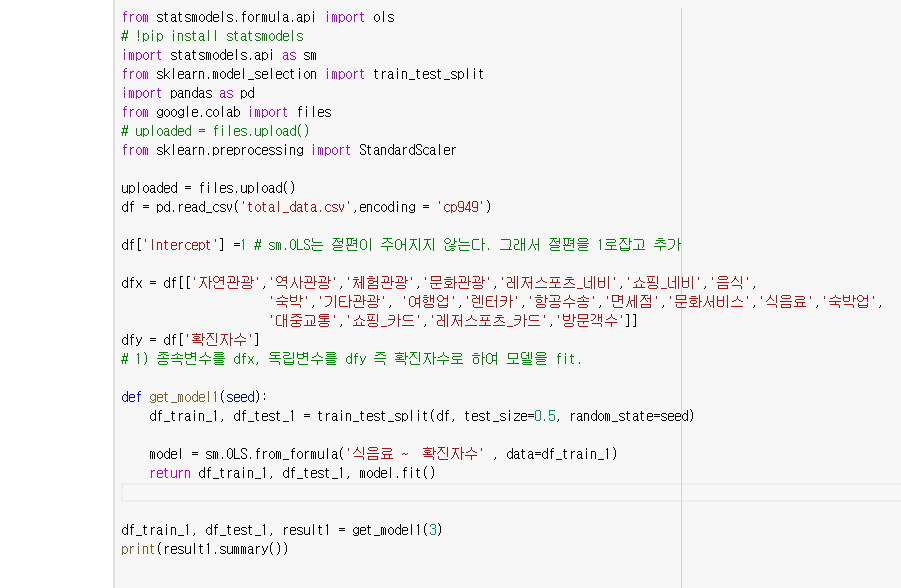 from statsmodels.formula.api import ols
# !pip install statsmodels
import statsmodels.api as sm
from sklearn.model_selection import train_test_split
import pandas as pd
from google.colab import files
# uploaded = files.upload()
from sklearn.preprocessing import StandardScaler
uploaded = files.upload()
df = pd.read_csv('total_data.csv',encoding = 'cp949')
df['Intercept'] =1 # sm.OLS는 절편이 주어지지 않는다. 그래서 절편을 1로잡고 추가
dfx = df[['자연관광','역사관광','체험관광','문화관광','레저스포츠_네비','쇼핑_네비','음식',
'숙박','기타관광', '여행업','렌터카','항공수송','면세점','문화서비스','식음료','숙박업',
'대중교통','쇼핑_카드','레저스포츠_카드','방문객수']]
dfy = df['확진자수']
# 1) 종속변수를 dfx, 독립변수를 dfy 즉 확진자수로 하여 모델을 fit.
def get_model1(seed):
df_train_1, df_test_1 = train_test_split(df, test_size=0.5, random_state=seed)
model = sm.OLS.from_formula('식음료 ~  확진자수' , data=df_train_1)
return df_train_1, df_test_1, model.fit()
df_train_1, df_test_1, result1 = get_model1(3)
print(result1.summary())